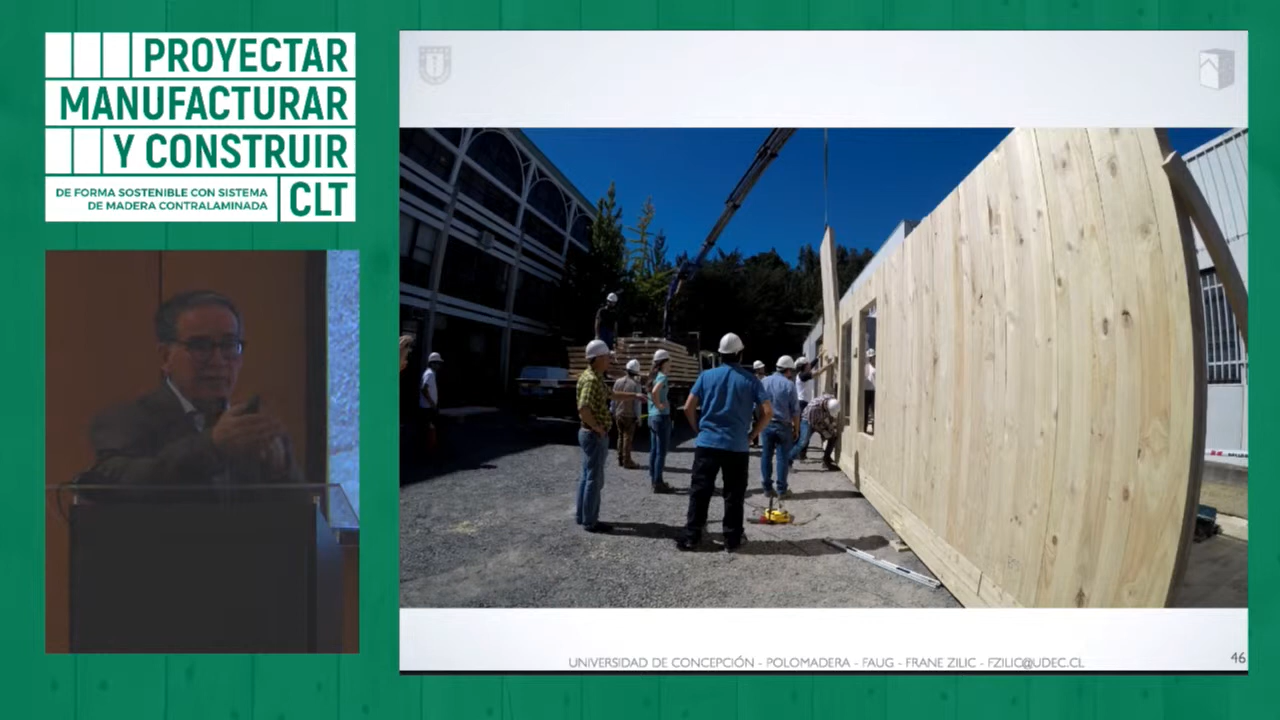 PROYECTAR
MANUFACTURAR
Y CONSTRUIR
DE FORMA SOSTENIBLE CON SISTEMA
DE MADERA CONTRALAMINADA
CLT
UNIVERSIDAD DE CONCEPCIÓN - POLOMADERA - FAUG - FRANE ZILIC - FZILIC@UDEC.CL
46